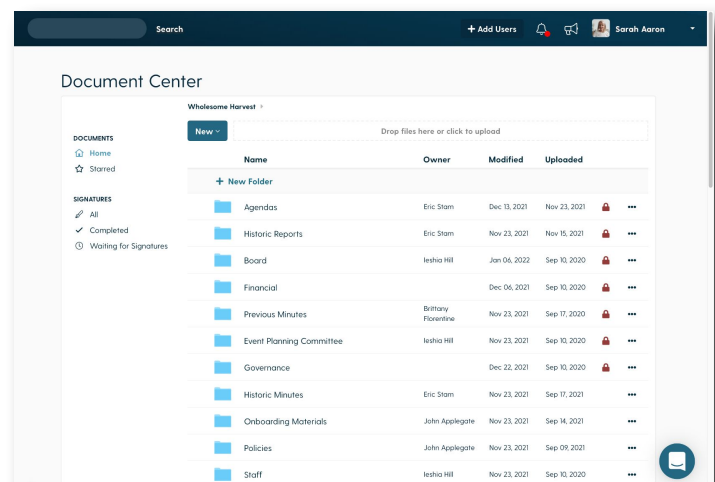 Search
Add Users
Sarah Aaron
Document Center
Wholesome Harvest
DOCUMENTS
Home
Starred
SIGNATURES
All
Completed
Waiting for Signatures
New
Drop files here or click to upload
Name Owner Modified Uploaded
+ New Folder
Agendas Eric Stam Dec 13, 2021 Nov 23, 2021
Historic Reports Eric Stam Nov 23, 2021 Nov 15, 2021
Board Ieshia Hill Jan 06, 2022 Sep 10, 2020
Financial Dec 06, 2021 Sep 10, 2020
Previous Minutes Brittany Florentine Nov 23, 2021 Sep 17, 2020
Event Planning Committee Ieshia Hill Nov 23, 2021 Sep 10, 2020
Governance Dec 22, 2021 Sep 10, 2020
Historic Minutes Eric Stam Nov 23, 2021 Sep 17, 2021
Onboarding Materials John Applegate Nov 23, 2021 Sep 14, 2021
Policies John Applegate Nov 23, 2021 Sep 09, 2021
Staff Ieshia Hill Nov 23, 2021 Sep 10, 2020